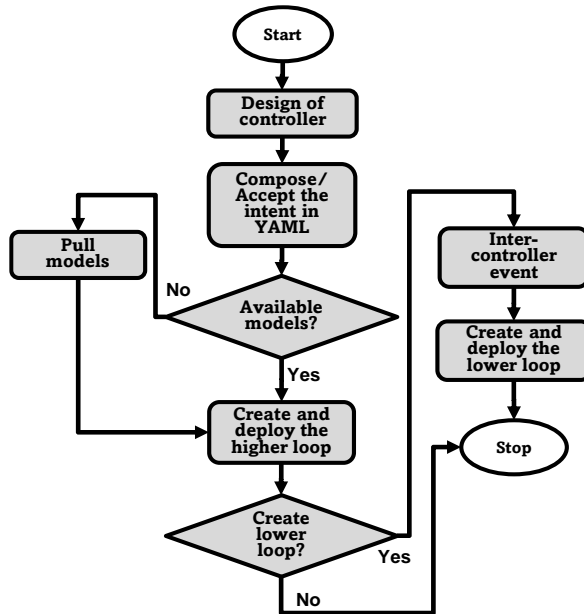 Start
Design of
controller
Compose/
Accept the
intent in
YAML
Pull
models
No
Available
models?
Yes
Create and
deploy the
higher loop
Create
lower
loop?
Yes
No
Inter-
controller
event
Create and
deploy the
lower loop
Stop